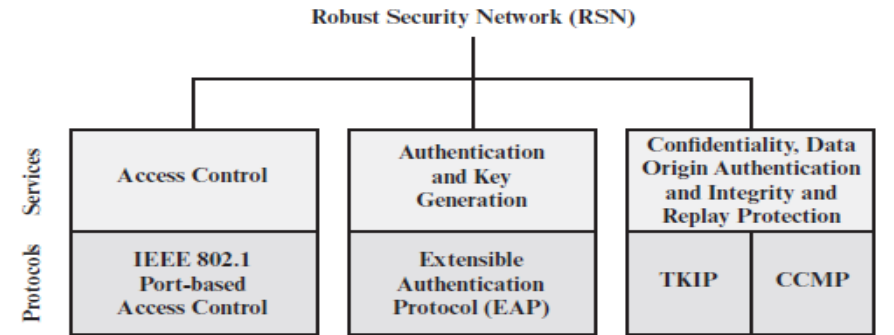 Robust Security Network (RSN)
Services
Access Control
Authentication
and Key
Generation
Confidentiality, Data
Origin Authentication
and Integrity and
Replay Protection
Protocols
IEEE 802.1
Port-based
Access Control
Extensible
Authentication
Protocol (EAP)
TKIP
CCMP